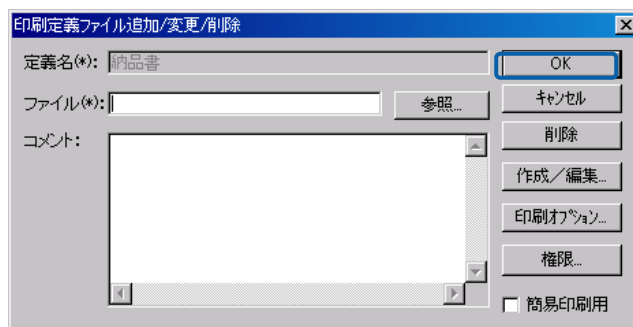 印刷定義ファイル追加/変更/削除
定義名(*): 納品書
OK
ファイル(*):
参照...
キャンセル
コメント:
削除
作成／編集...
印刷オプション...
権限...
簡易印刷用